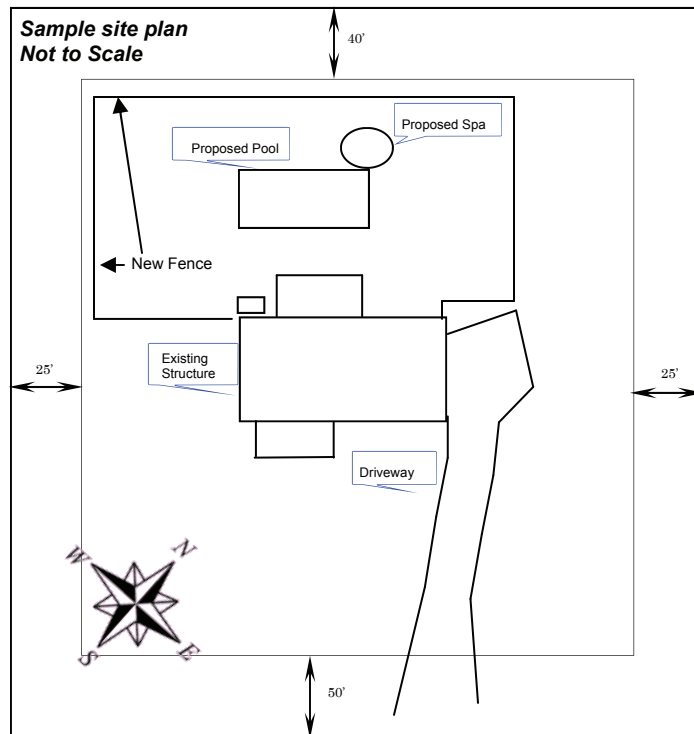 Sample site plan
Not to Scale
40'
Proposed Spa
Proposed Pool
New Fence
Existing
Structure
25'
25'
Driveway
W
N
S
E
50'